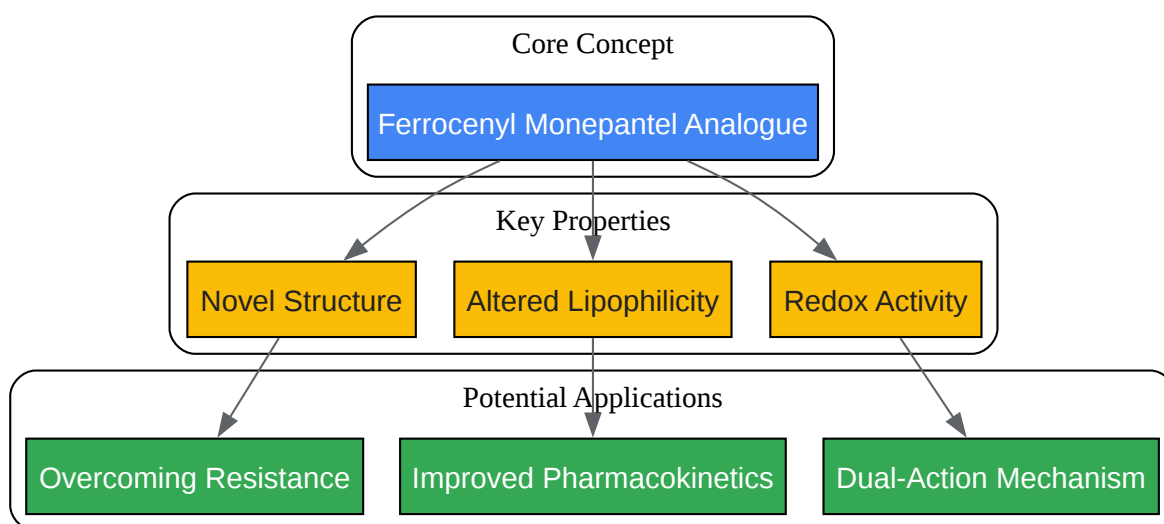 Core Concept
Ferrocenyl Monepantel Analogue
Key Properties
Novel Structure
Altered Lipophilicity
Redox Activity
Potential Applications
Overcoming Resistance
Improved Pharmacokinetics
Dual-Action Mechanism